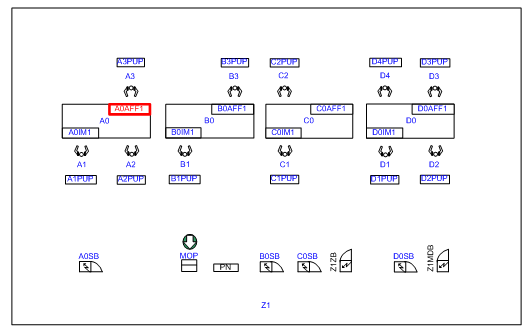 A3PUP B3PUP C2PUP D4PUP D3PUP
A3 B3 C2 D4 D3
A0AFF1 B0AFF1 C0AFF1 D0AFF1
A0 B0 C0 D0
A0IM1 B0IM1 C0IM1 D0IM1
A1 A2 B1 C1 D1 D2
A1PUP A2PUP B1PUP C1PUP D1PUP D2PUP
A0SB MOP B0SB C0SB Z1ZB D0SB Z1MDB
PN
Z1